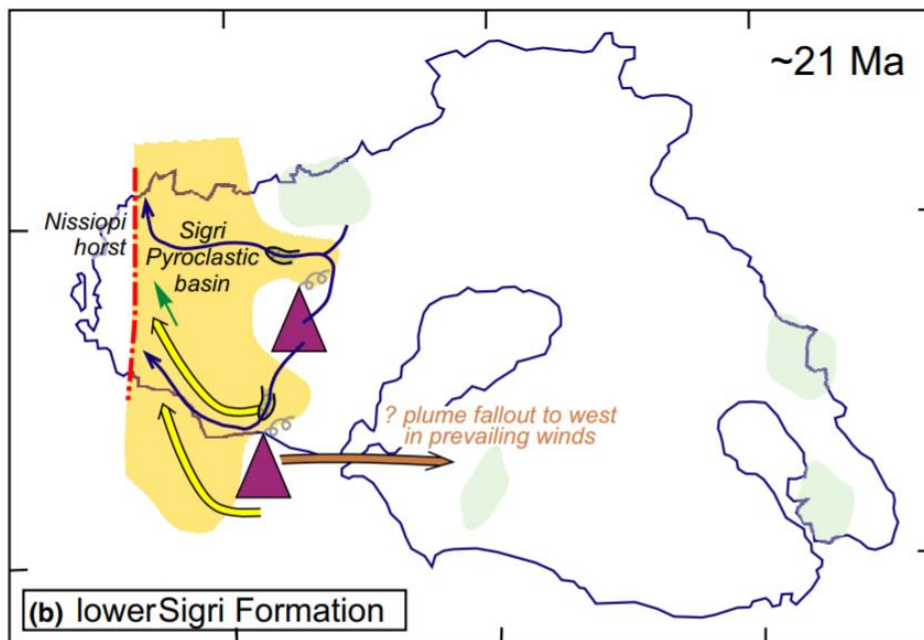 ~21 Ma
Nissiopi
horst
Sigri
Pyroclastic
basin
? plume fallout to west
in prevailing winds
(b) lowerSigri Formation